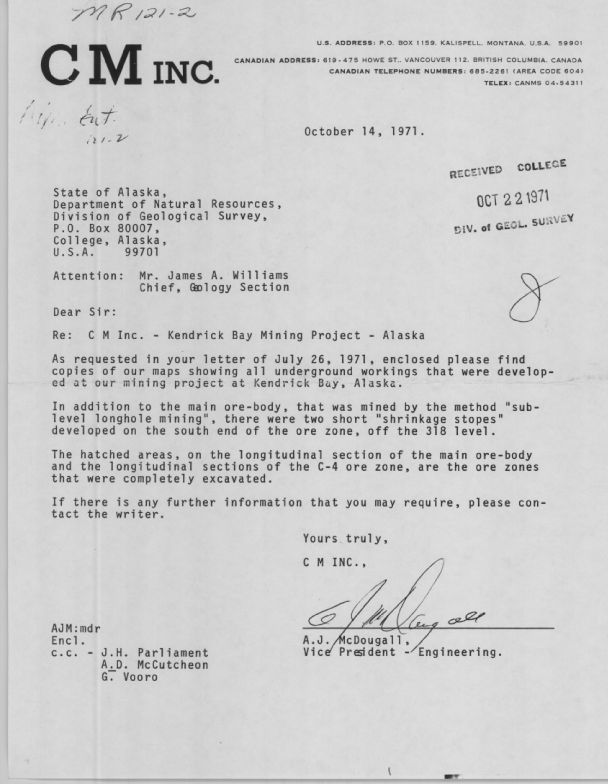 MR 121-2
U.S. ADDRESS: P.O. BOX 1159, KALISPELL, MONTANA, U.S.A. 59901
CM INC.
CANADIAN ADDRESS: 619-475 HOWE ST., VANCOUVER 112, BRITISH COLUMBIA, CANADA
CANADIAN TELEPHONE NUMBERS: 685-2261 (AREA CODE 604)
TELEX: CANMS 04-54311
Ent.
121-2
October 14, 1971.
RECEIVED COLLEGE
OCT 22 1971
DIV. of GEOL. SURVEY
State of Alaska,
Department of Natural Resources,
Division of Geological Survey,
P.O. Box 80007,
College, Alaska,
U.S.A. 99701
Attention: Mr. James A. Williams
Chief, Geology Section
Dear Sir:
Re: C M Inc. - Kendrick Bay Mining Project - Alaska
As requested in your letter of July 26, 1971, enclosed please find
copies of our maps showing all underground workings that were develop-
ed at our mining project at Kendrick Bay, Alaska.
In addition to the main ore-body, that was mined by the method "sub-
level longhole mining", there were two short "shrinkage stopes"
developed on the south end of the ore zone, off the 318 level.
The hatched areas, on the longitudinal section of the main ore-body
and the longitudinal sections of the C-4 ore zone, are the ore zones
that were completely excavated.
If there is any further information that you may require, please con-
tact the writer.
Yours truly,
C M INC.,
A.J. McDougall,
Vice President - Engineering.
AJM:mdr
Encl.
c.c. - J.H. Parliament
A.D. McCutcheon
G. Vooro